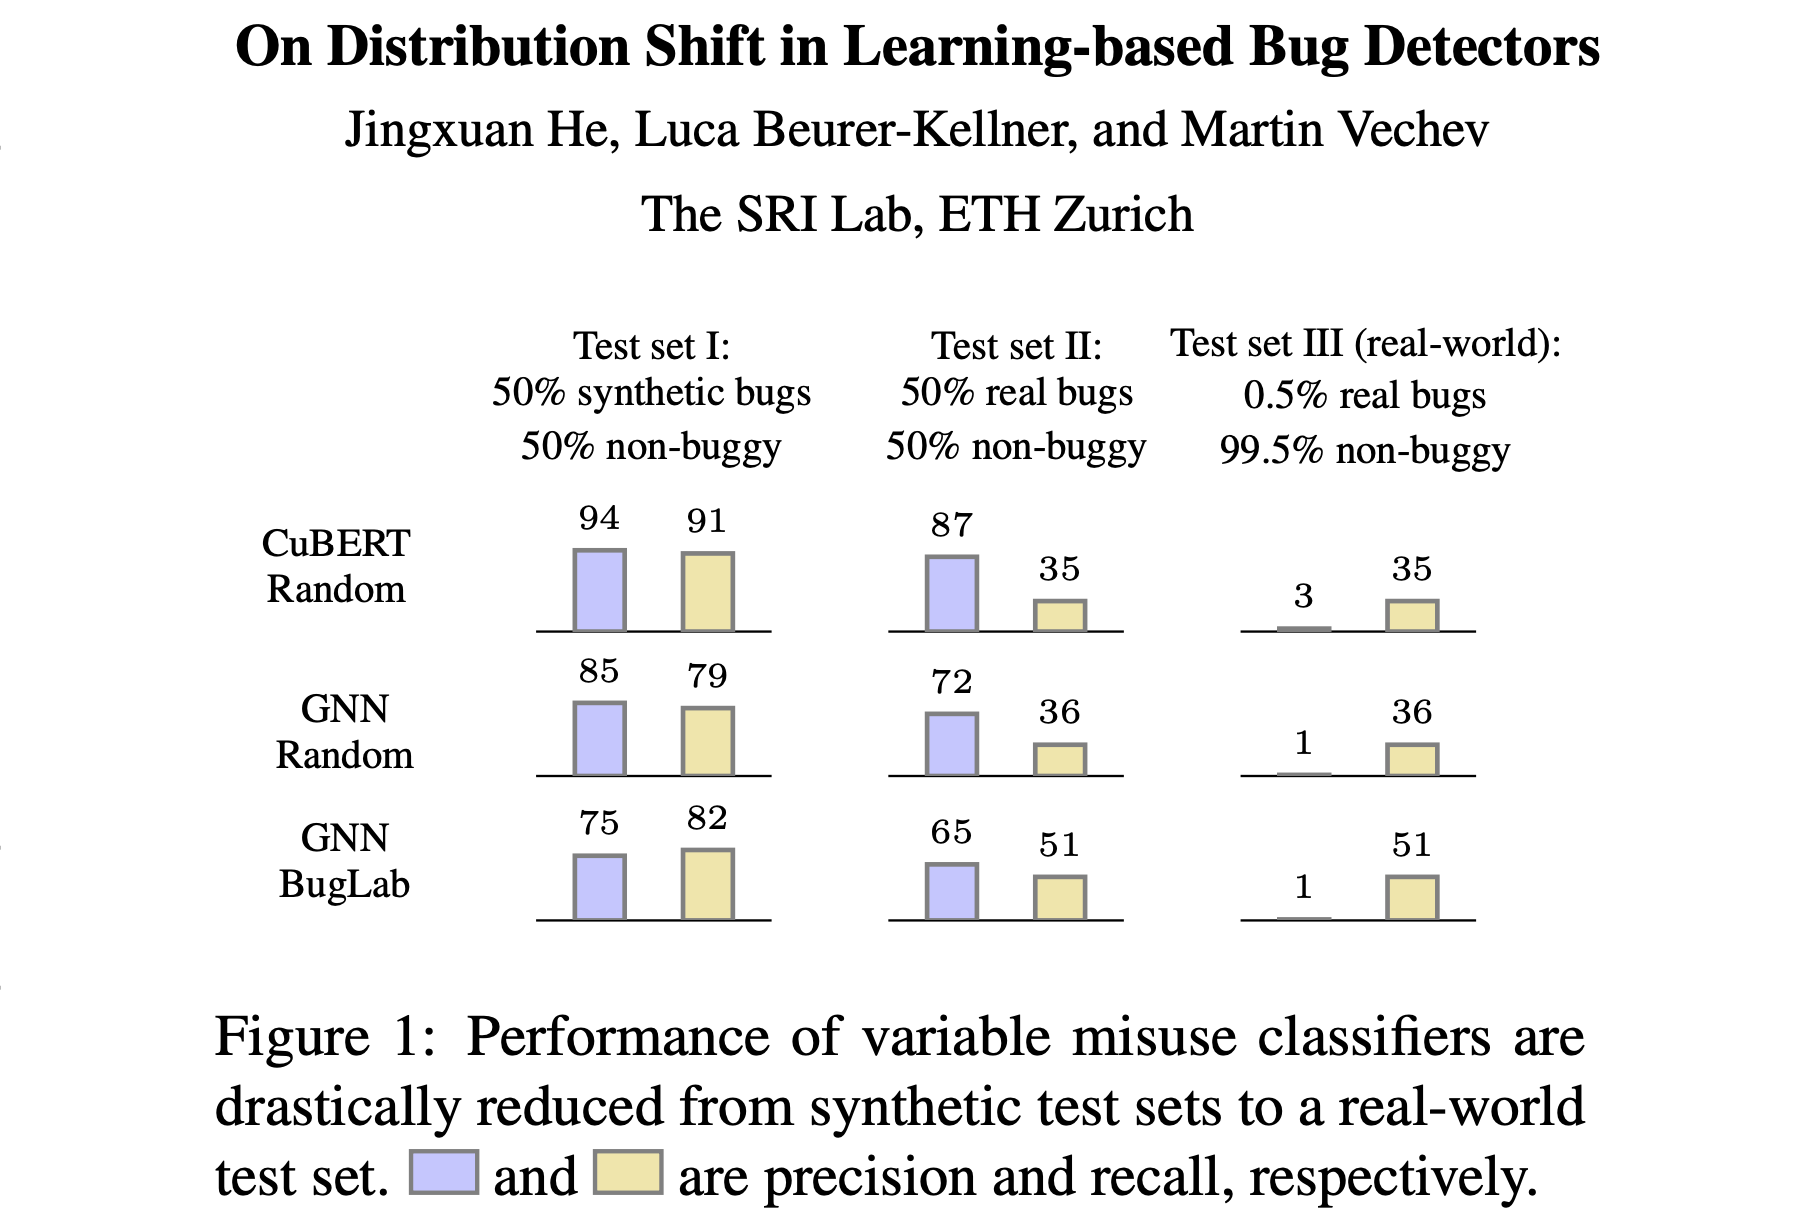 On Distribution Shift in Learning-based Bug Detectors
Jingxuan He, Luca Beurer-Kellner, and Martin Vechev
The SRI Lab, ETH Zurich
Test set I:
50% synthetic bugs
50% non-buggy
Test set II:
50% real bugs
50% non-buggy
Test set III (real-world):
0.5% real bugs
99.5% non-buggy
CuBERT
Random
94 91 87 35 3 35
GNN
Random
85 79 72 36 1 36
GNN
BugLab
75 82 65 51 1 51
Figure 1: Performance of variable misuse classifiers are
drastically reduced from synthetic test sets to a real-world
test set. and are precision and recall, respectively.